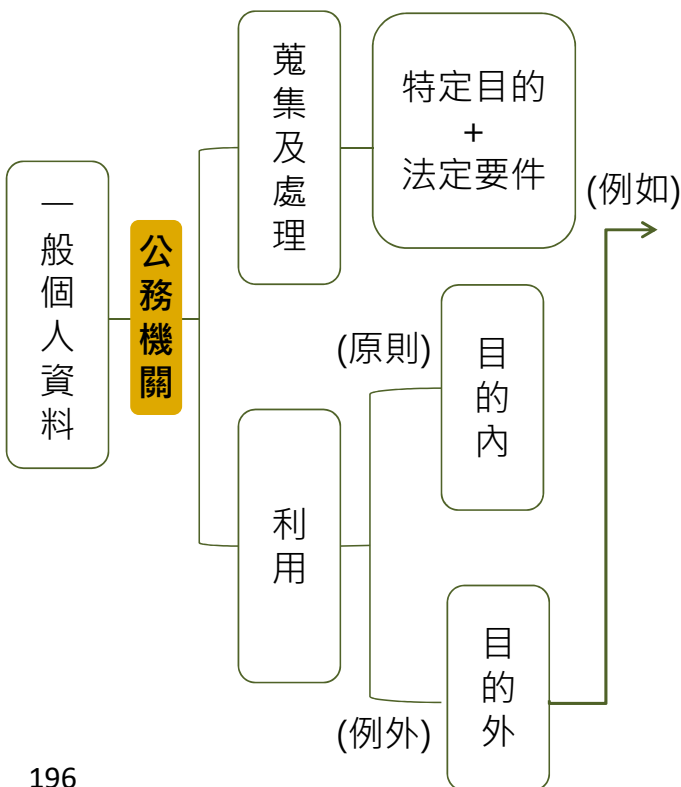 一般個人資料
公務機關
蒐集及處理
特定目的
+
法定要件
利用
(原則)
目的內
(例外)
目的外
(例如)
196